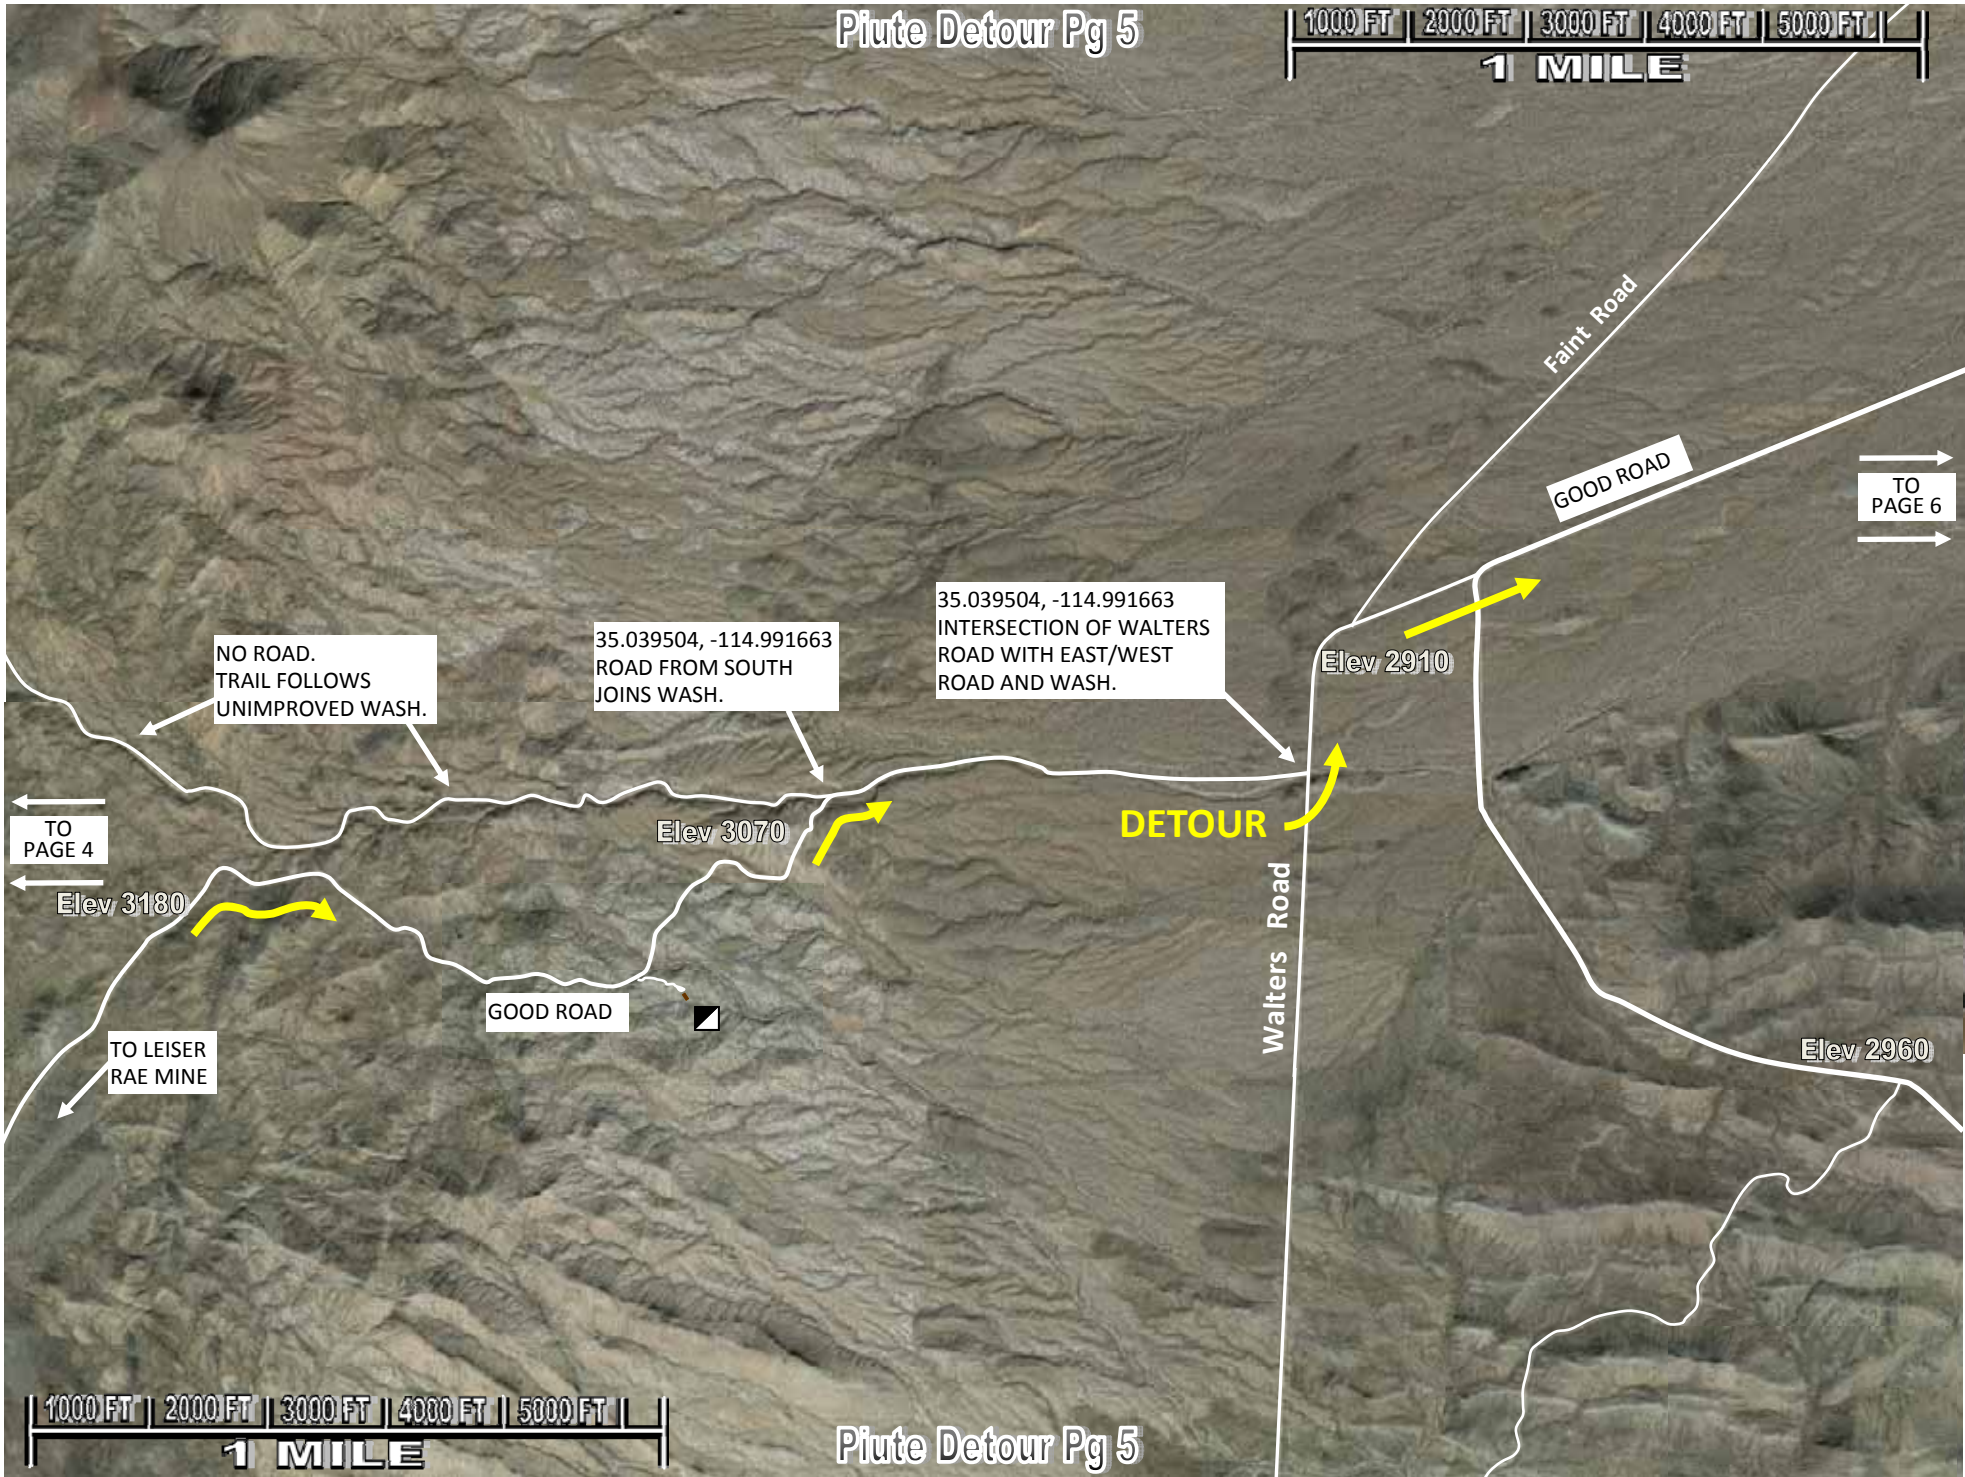 Piute Detour Pg 5
1000 FT 2000 FT 3000 FT 4000 FT 5000 FT
1 MILE
Faint Road
GOOD ROAD
TO
PAGE 6
35.039504, -114.991663
INTERSECTION OF WALTERS
ROAD WITH EAST/WEST
ROAD AND WASH.
35.039504, -114.991663
ROAD FROM SOUTH
JOINS WASH.
NO ROAD.
TRAIL FOLLOWS
UNIMPROVED WASH.
Elev 2910
TO
PAGE 4
Elev 3070
DETOUR
Elev 3180
Walters Road
GOOD ROAD
TO LEISER
RAE MINE
Elev 2960
1000 FT 2000 FT 3000 FT 4000 FT 5000 FT
1 MILE
Piute Detour Pg 5